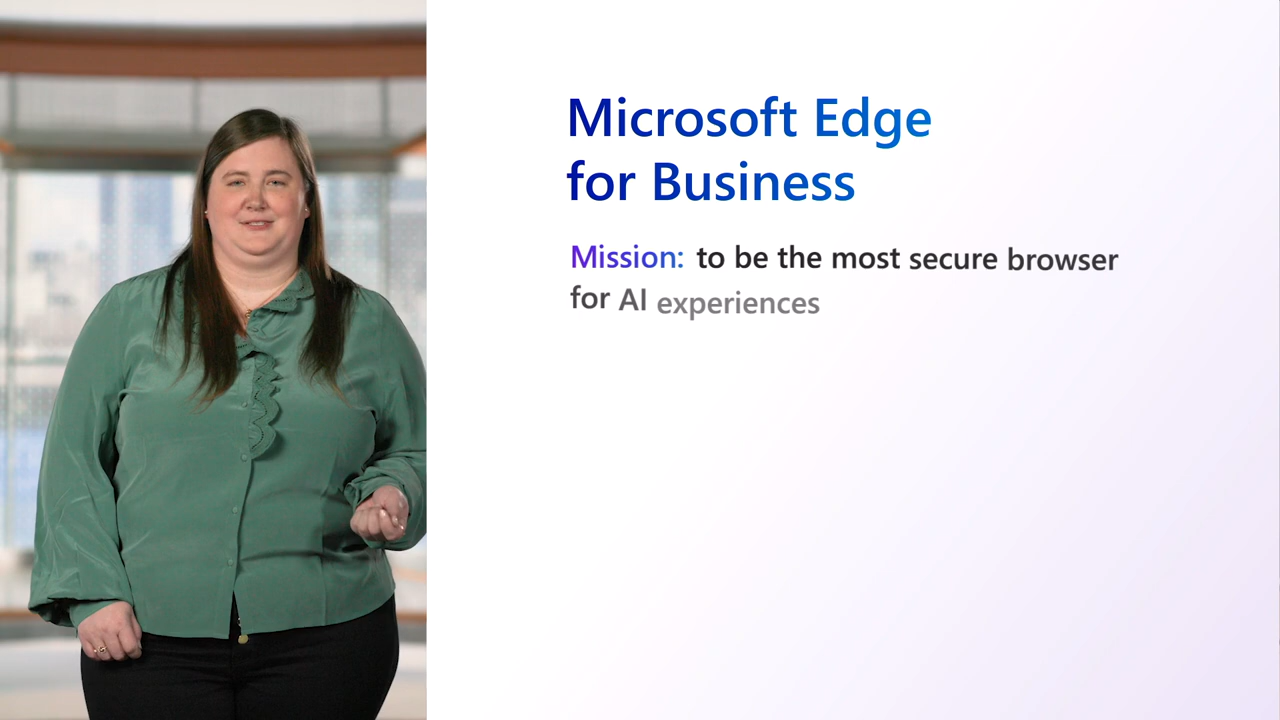 Microsoft Edge
for Business
Mission: to be the most secure browser
for AI experiences